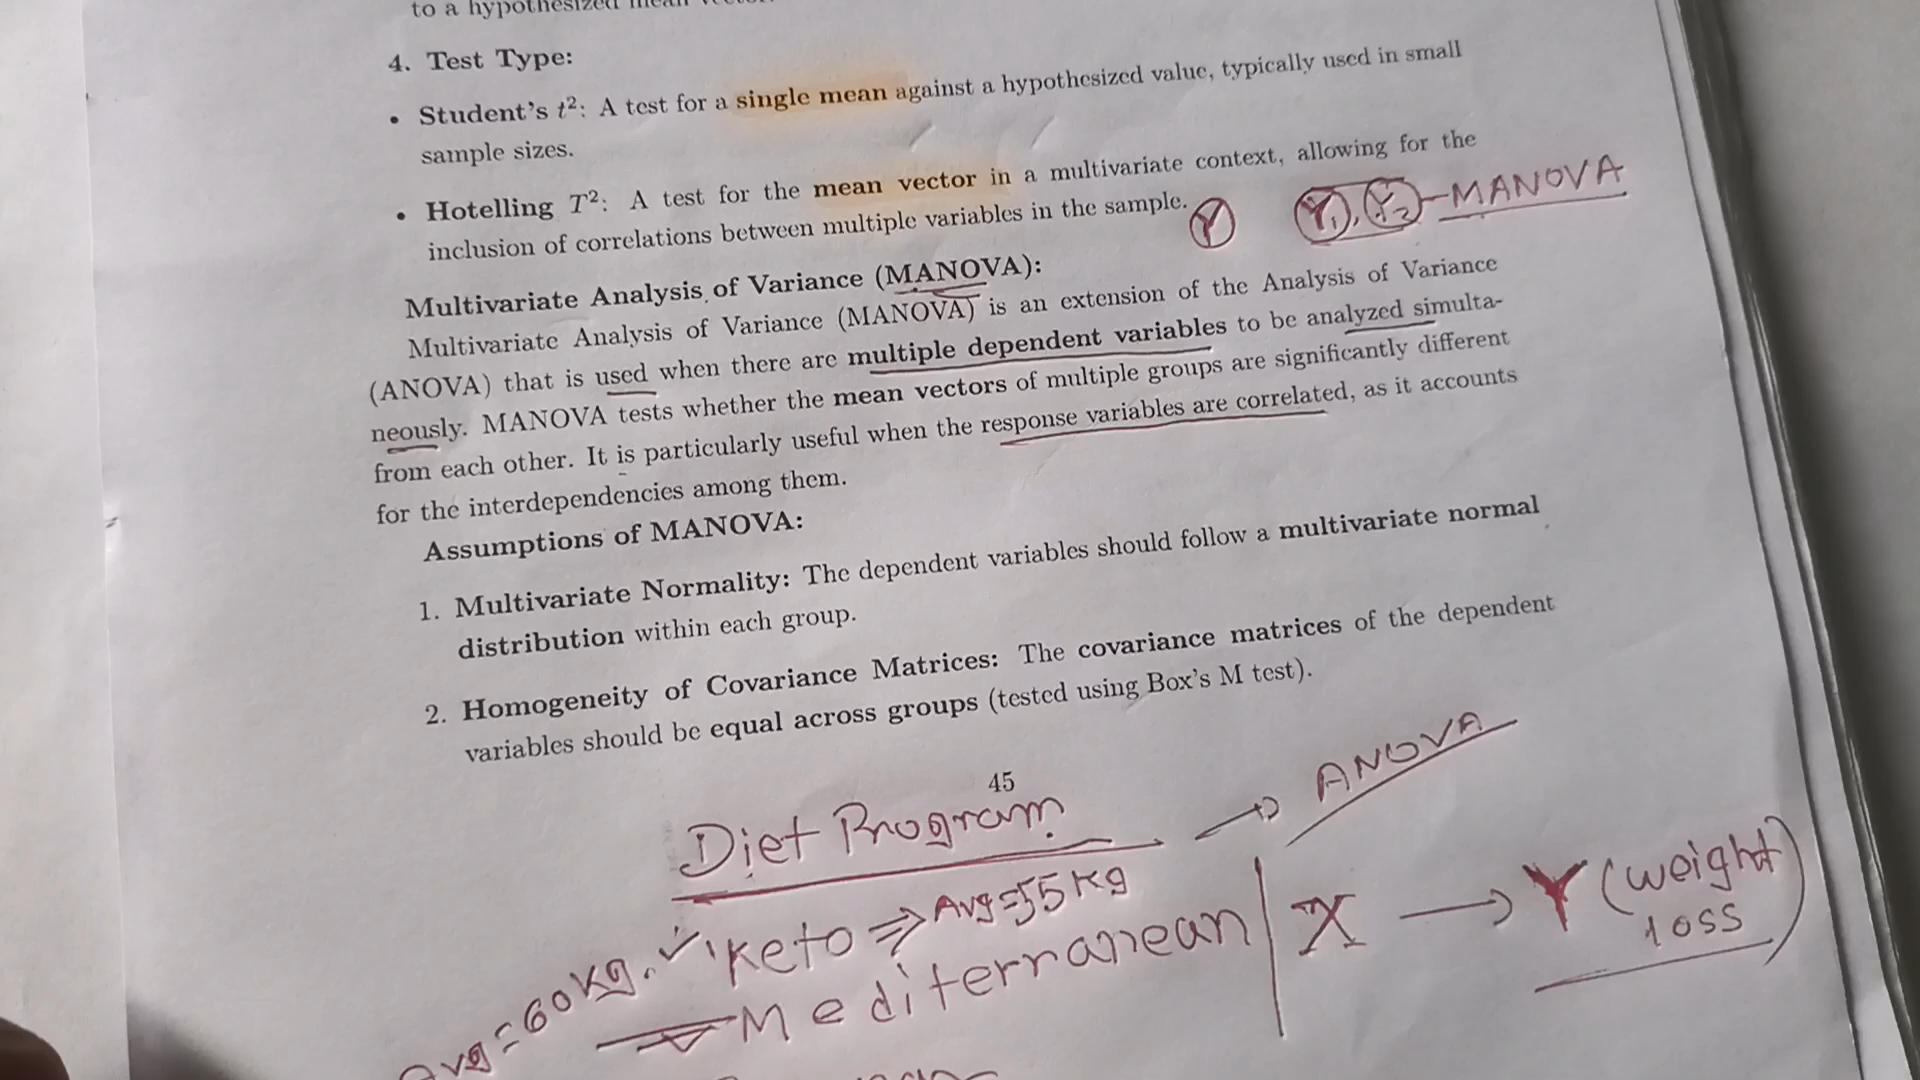 to a hypothesized mean vector.
4. Test Type:
• Student's t²: A test for a single mean against a hypothesized value, typically used in small
sample sizes.
• Hotelling T²: A test for the mean vector in a multivariate context, allowing for the
inclusion of correlations between multiple variables in the sample.
Y Y₁, Y₂ - MANOVA
Multivariate Analysis of Variance (MANOVA):
Multivariate Analysis of Variance (MANOVA) is an extension of the Analysis of Variance
(ANOVA) that is used when there are multiple dependent variables to be analyzed simulta-
neously. MANOVA tests whether the mean vectors of multiple groups are significantly different
from each other. It is particularly useful when the response variables are correlated, as it accounts
for the interdependencies among them.
Assumptions of MANOVA:
1. Multivariate Normality: The dependent variables should follow a multivariate normal
distribution within each group.
2. Homogeneity of Covariance Matrices: The covariance matrices of the dependent
variables should be equal across groups (tested using Box's M test).
45
Diet Program → ANOVA
keto ⇒ Avg=55 Kg
Avg=60Kg.
Mediterranean
X → Y (weight
loss